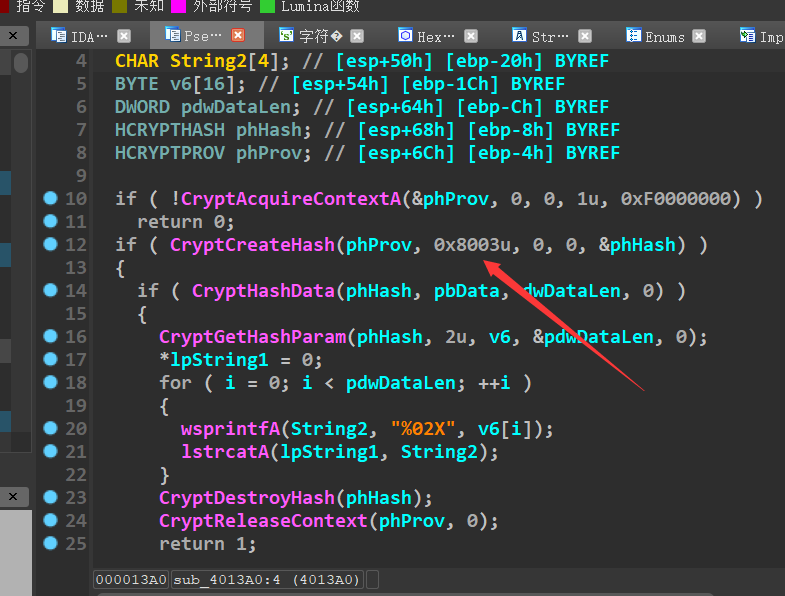 指令 数据 未知 外部符号 Lumina函数
IDA… Pse… 字符� Hex… Str… Enums Imp
4 CHAR String2[4]; // [esp+50h] [ebp-20h] BYREF
5 BYTE v6[16]; // [esp+54h] [ebp-1Ch] BYREF
6 DWORD pdwDataLen; // [esp+64h] [ebp-Ch] BYREF
7 HCRYPTHASH phHash; // [esp+68h] [ebp-8h] BYREF
8 HCRYPTPROV phProv; // [esp+6Ch] [ebp-4h] BYREF
9
10 if ( !CryptAcquireContextA(&phProv, 0, 0, 1u, 0xF0000000) )
11 return 0;
12 if ( CryptCreateHash(phProv, 0x8003u, 0, 0, &phHash) )
13 {
14 if ( CryptHashData(phHash, pbData, dwDataLen, 0) )
15 {
16 CryptGetHashParam(phHash, 2u, v6, &pdwDataLen, 0);
17 *lpString1 = 0;
18 for ( i = 0; i < pdwDataLen; ++i )
19 {
20 wsprintfA(String2, "%02X", v6[i]);
21 lstrcatA(lpString1, String2);
22 }
23 CryptDestroyHash(phHash);
24 CryptReleaseContext(phProv, 0);
25 return 1;
000013A0 sub_4013A0:4 (4013A0)